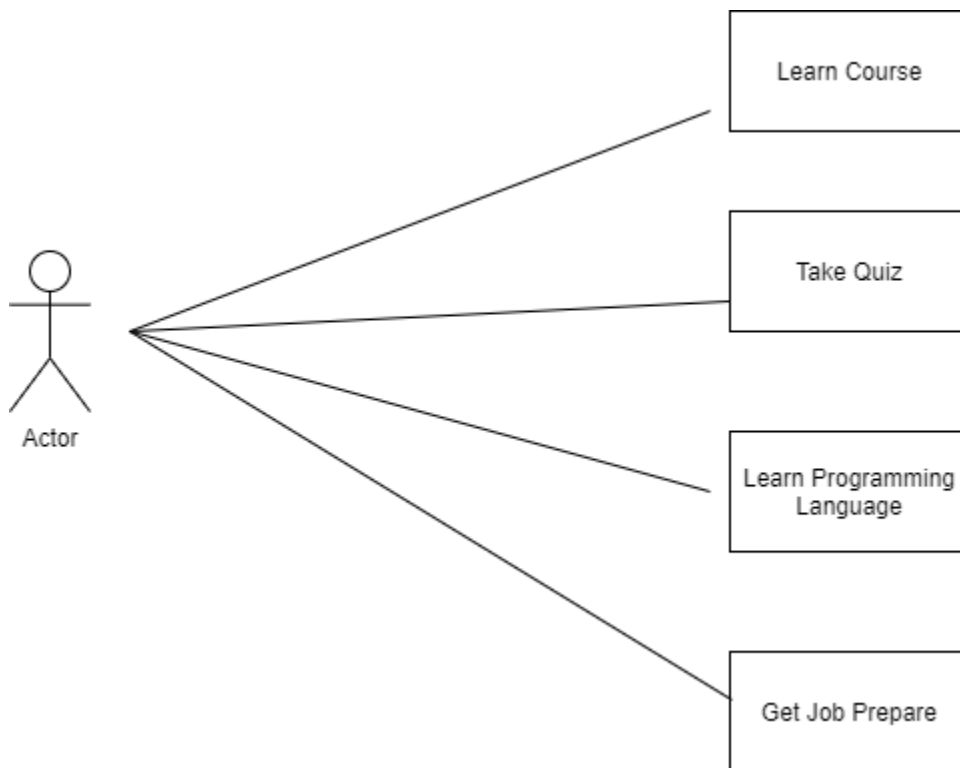 Learn Course
Take Quiz
Actor
Learn Programming
Language
Get Job Prepare